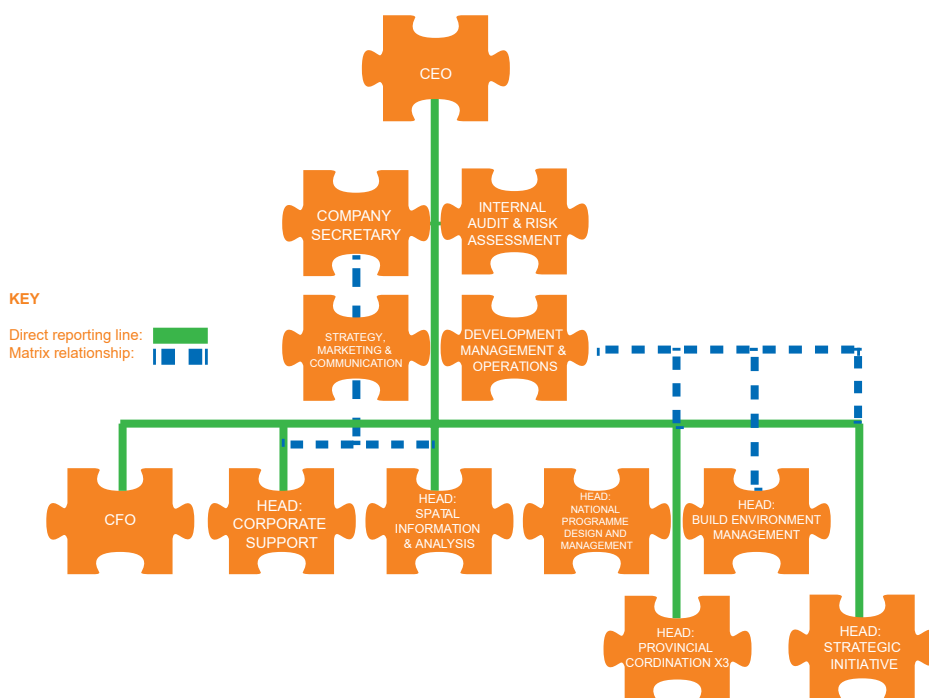 CEO
COMPANY
SECRETARY
INTERNAL
AUDIT & RISK
ASSESSMENT
KEY
Direct reporting line:
Matrix relationship:
STRATEGY,
MARKETING &
COMMUNICATION
DEVELOPMENT
MANAGEMENT &
OPERATIONS
CFO
HEAD:
CORPORATE
SUPPORT
HEAD:
SPATAL
INFORMATION
& ANALYSIS
HEAD:
NATIONAL
PROGRAMME
DESIGN AND
MANAGEMENT
HEAD:
BUILD ENVIRONMENT
MANAGEMENT
HEAD:
PROVINCIAL
CORDINATION X3
HEAD:
STRATEGIC
INITIATIVE